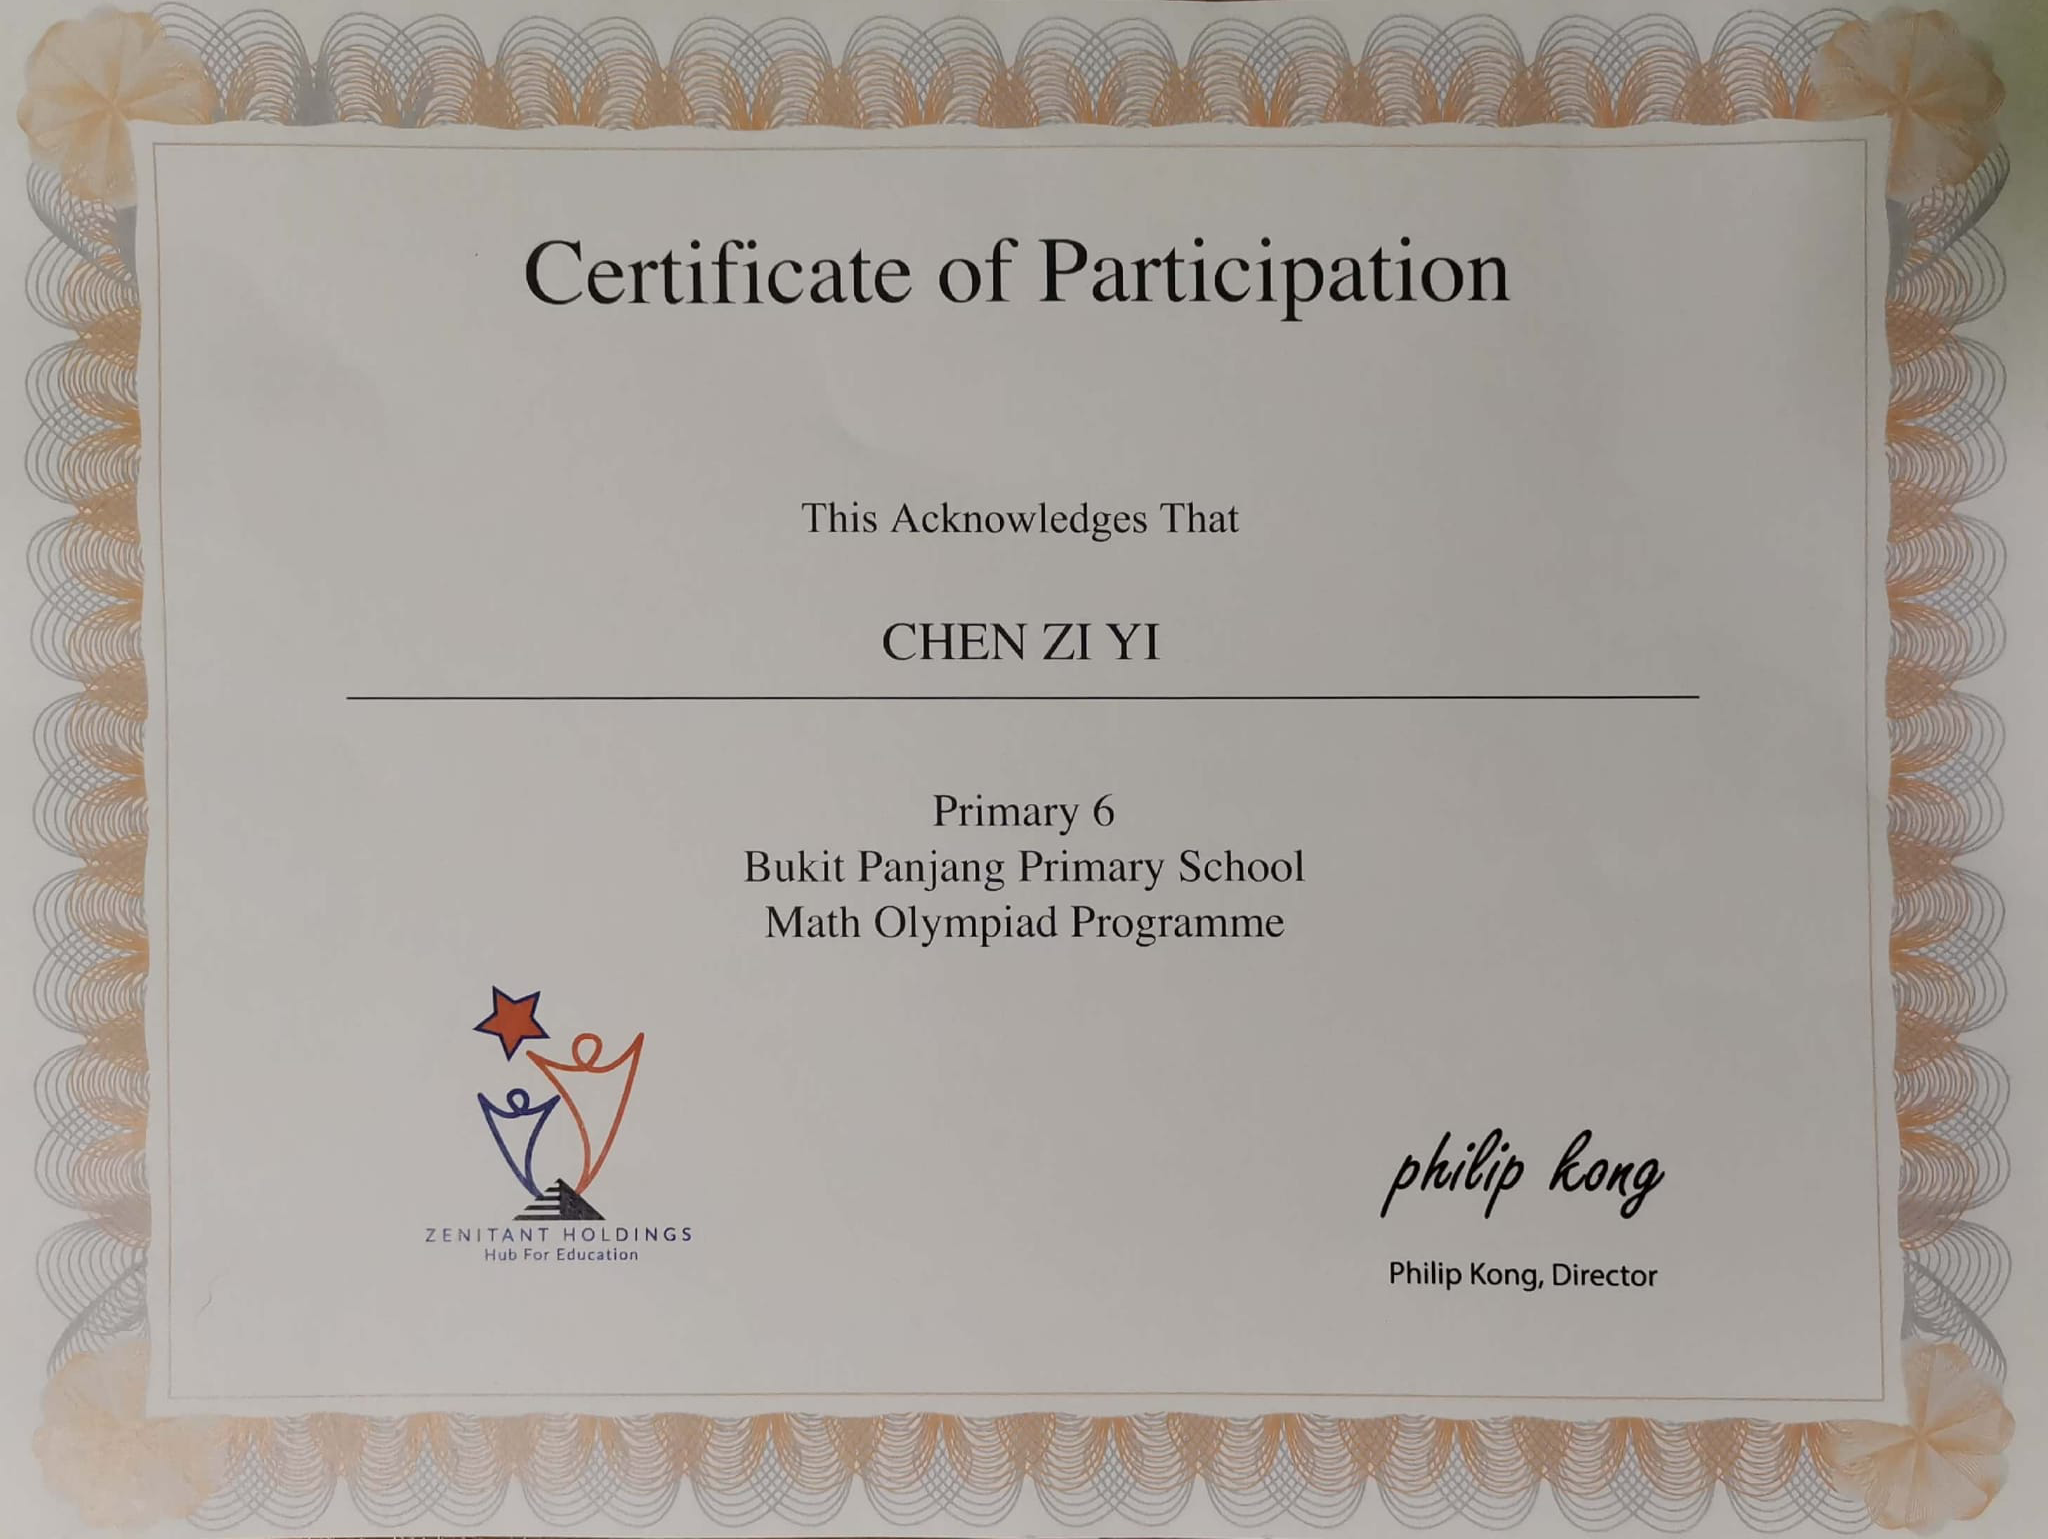 Certificate of Participation
This Acknowledges That
CHEN ZI YI
Primary 6
Bukit Panjang Primary School
Math Olympiad Programme
ZENITANT HOLDINGS
Hub For Education
philip kong
Philip Kong, Director